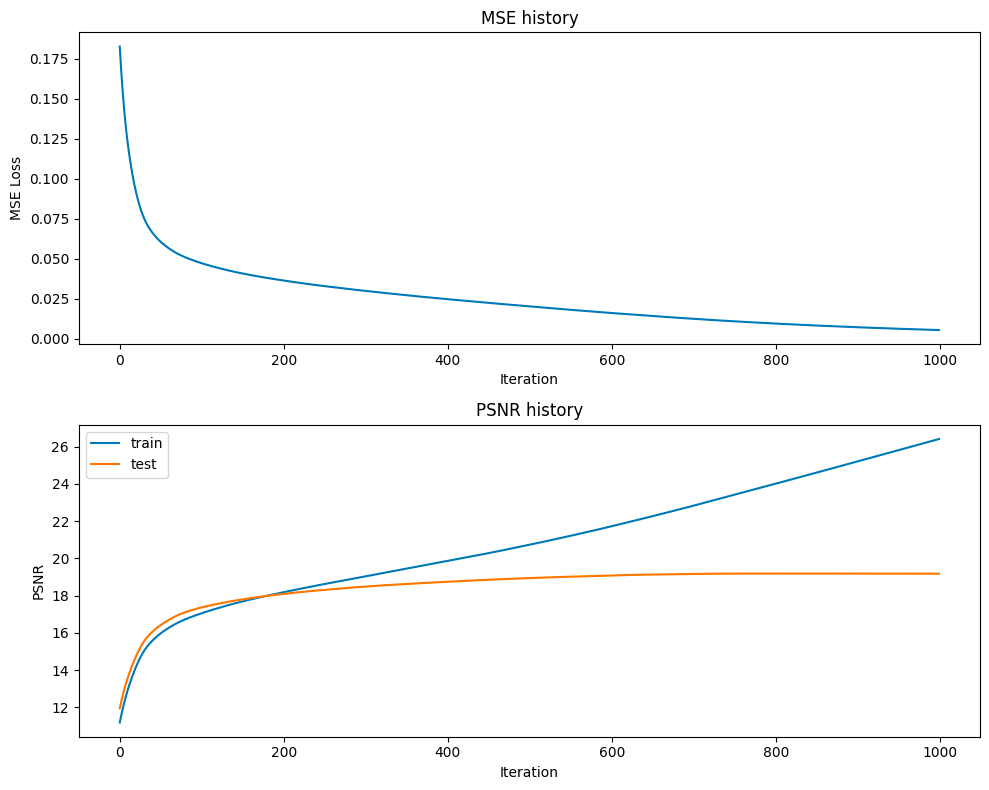 MSE history
MSE Loss
0.175
0.150
0.125
0.100
0.075
0.050
0.025
0.000
0 200 400 600 800 1000
Iteration
PSNR history
train
test
PSNR
26
24
22
20
18
16
14
12
0 200 400 600 800 1000
Iteration